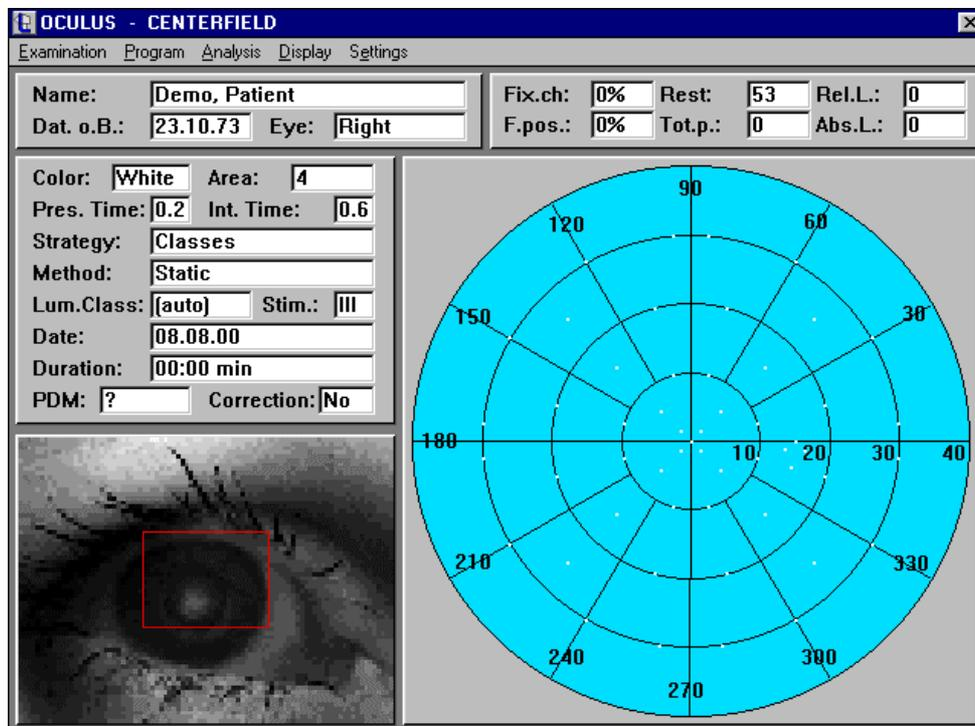 OCULUS - CENTERFIELD
Examination Program Analysis Display Settings
Name: Demo, Patient
Dat. o.B.: 23.10.73 Eye: Right
Fix.ch: 0% Rest: 53 Rel.L.: 0
F.pos.: 0% Tot.p.: 0 Abs.L.: 0
Color: White Area: 4
Pres. Time: 0.2 Int. Time: 0.6
Strategy: Classes
Method: Static
Lum.Class: (auto) Stim.: III
Date: 08.08.00
Duration: 00:00 min
PDM: ? Correction: No
90
120 60
150 30
180 10 20 30 40
210 330
240 300
270